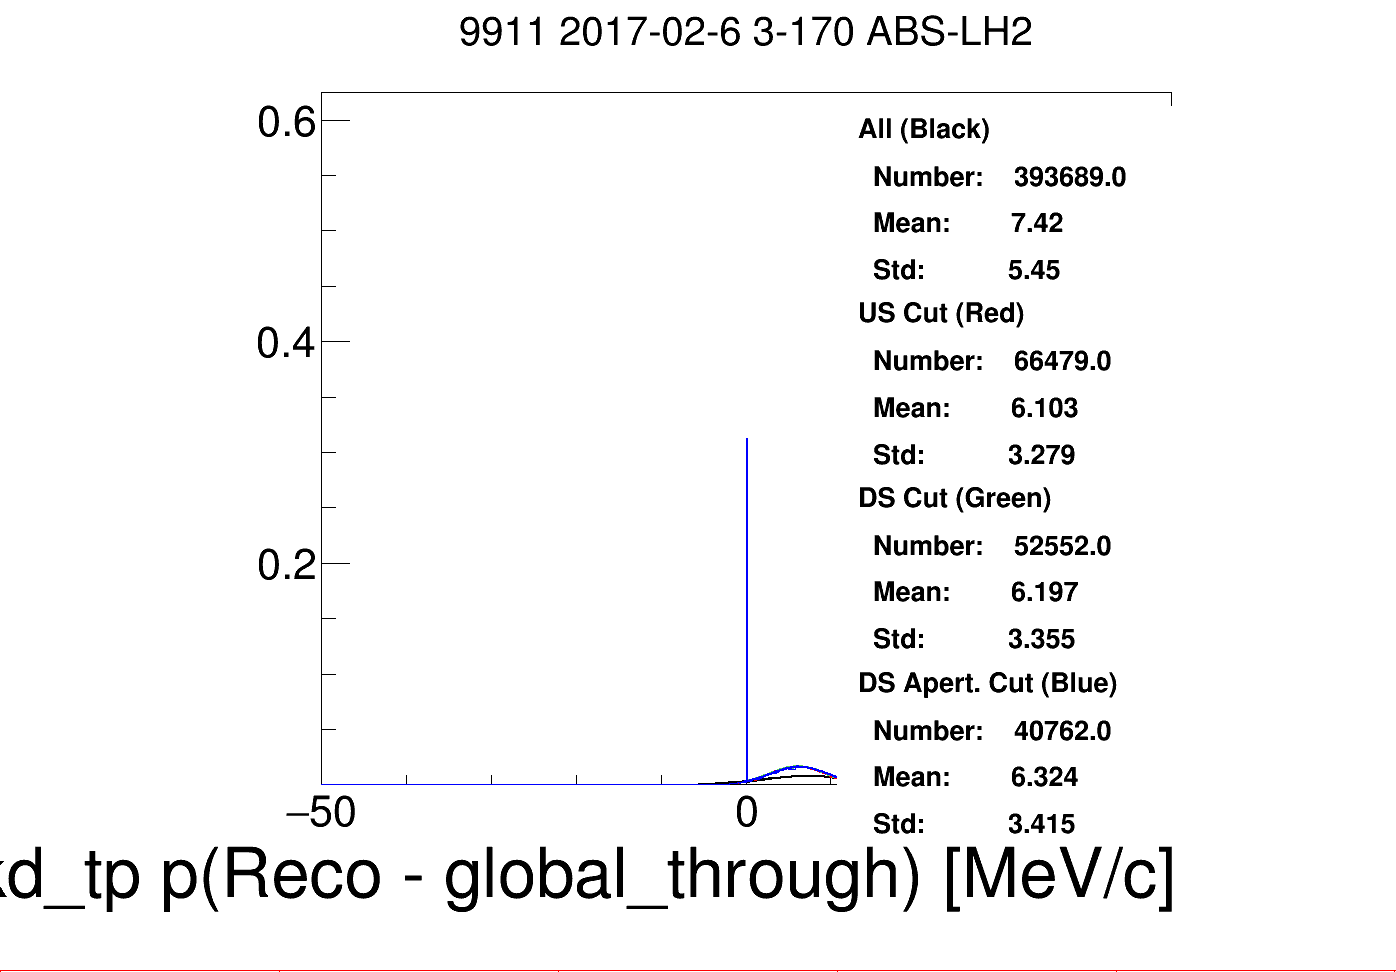 9911 2017-02-6 3-170 ABS-LH2
0.6
0.4
0.2
−50
0
All (Black)
Number: 393689.0
Mean: 7.42
Std: 5.45
US Cut (Red)
Number: 66479.0
Mean: 6.103
Std: 3.279
DS Cut (Green)
Number: 52552.0
Mean: 6.197
Std: 3.355
DS Apert. Cut (Blue)
Number: 40762.0
Mean: 6.324
Std: 3.415
p(Reco - global_through) [MeV/c]